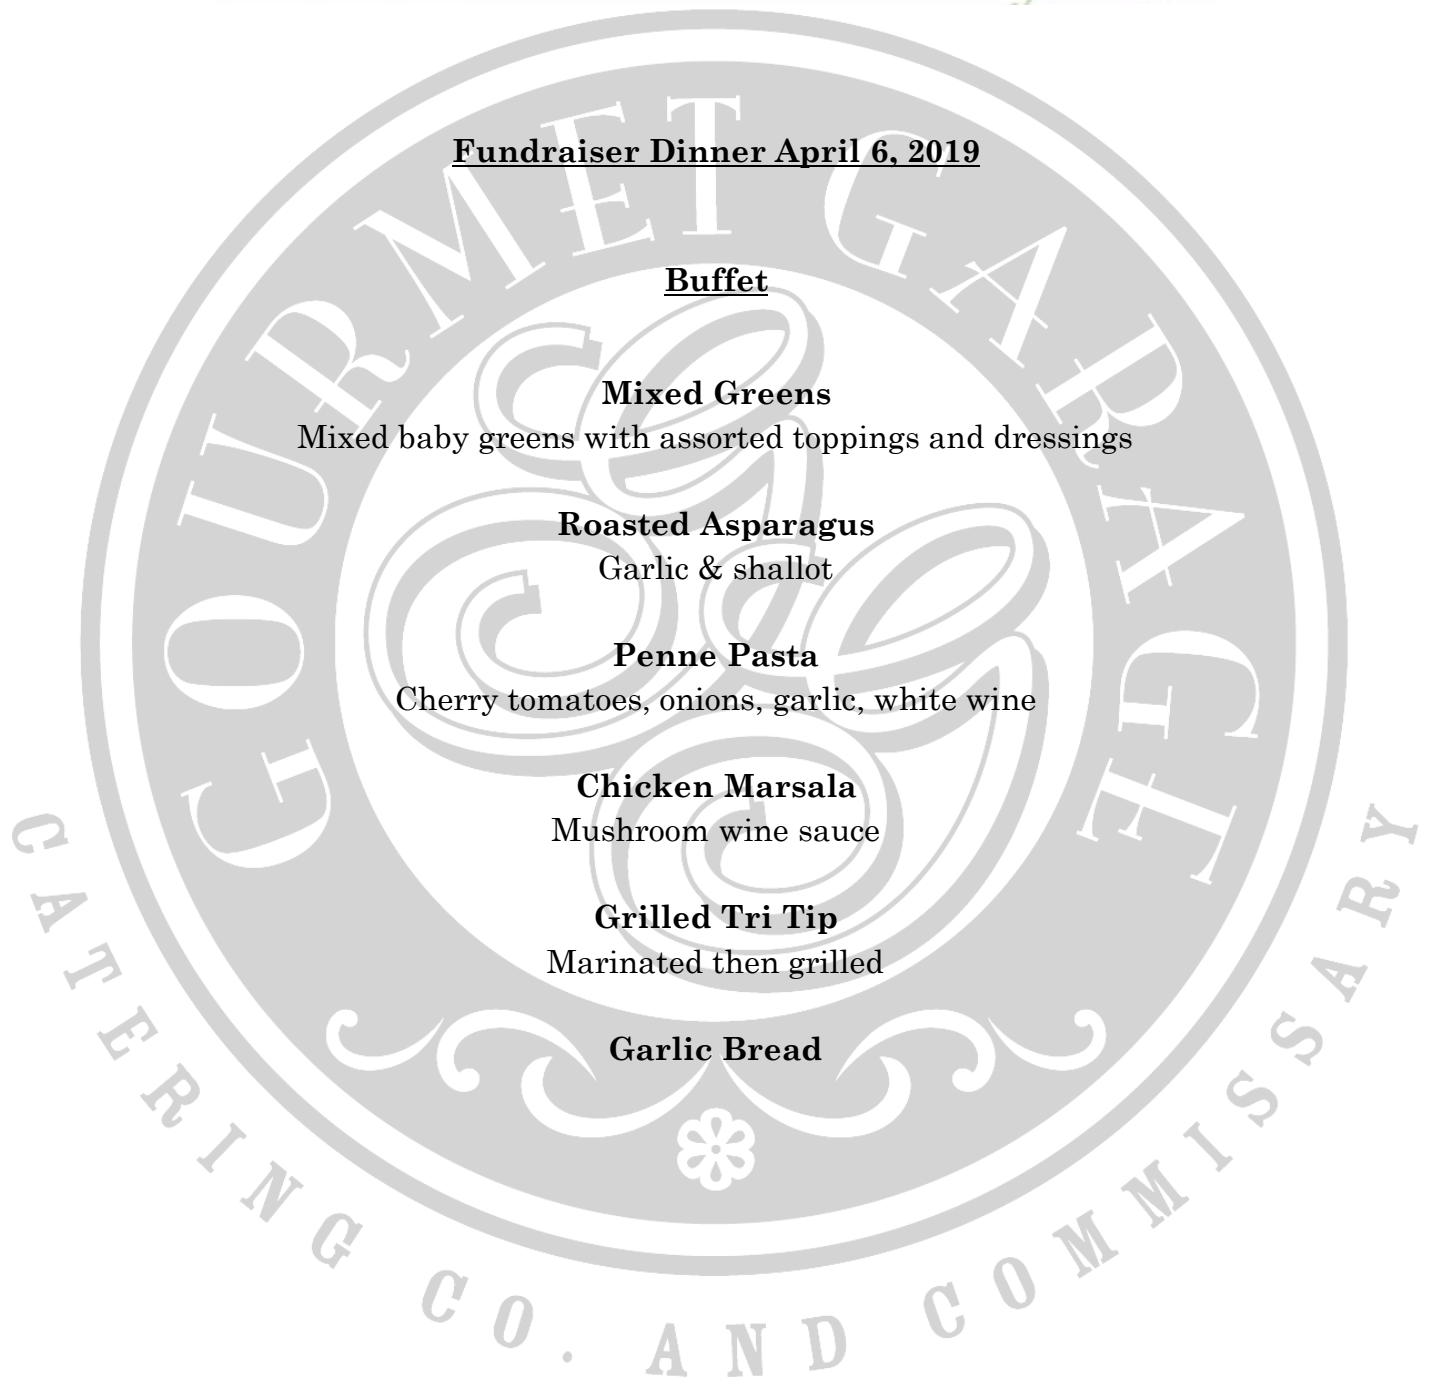 Fundraiser Dinner April 6, 2019
Buffet
Mixed Greens
Mixed baby greens with assorted toppings and dressings
Roasted Asparagus
Garlic & shallot
Penne Pasta
Cherry tomatoes, onions, garlic, white wine
Chicken Marsala
Mushroom wine sauce
Grilled Tri Tip
Marinated then grilled
Garlic Bread
GOURMET GARAGE
GG
CATERING CO. AND COMMISSARY